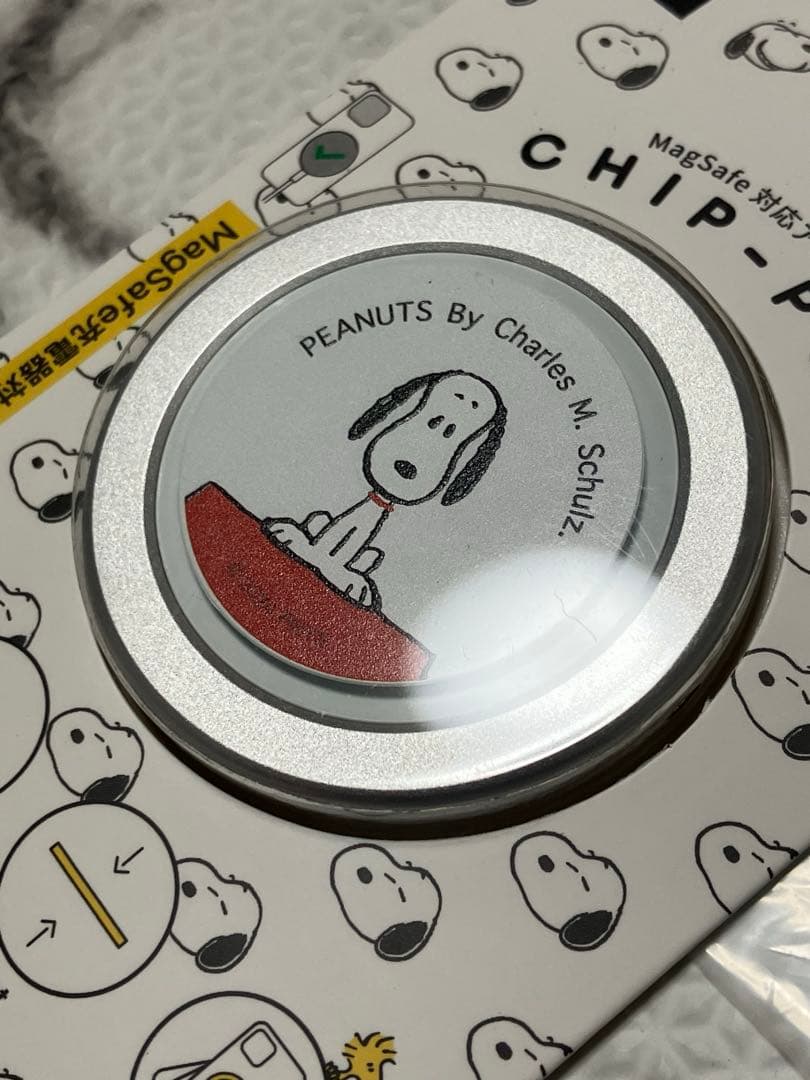 MagSafe 対応
CHIP-
MagSafe充電器対
PEANUTS By Charles M. Schulz.